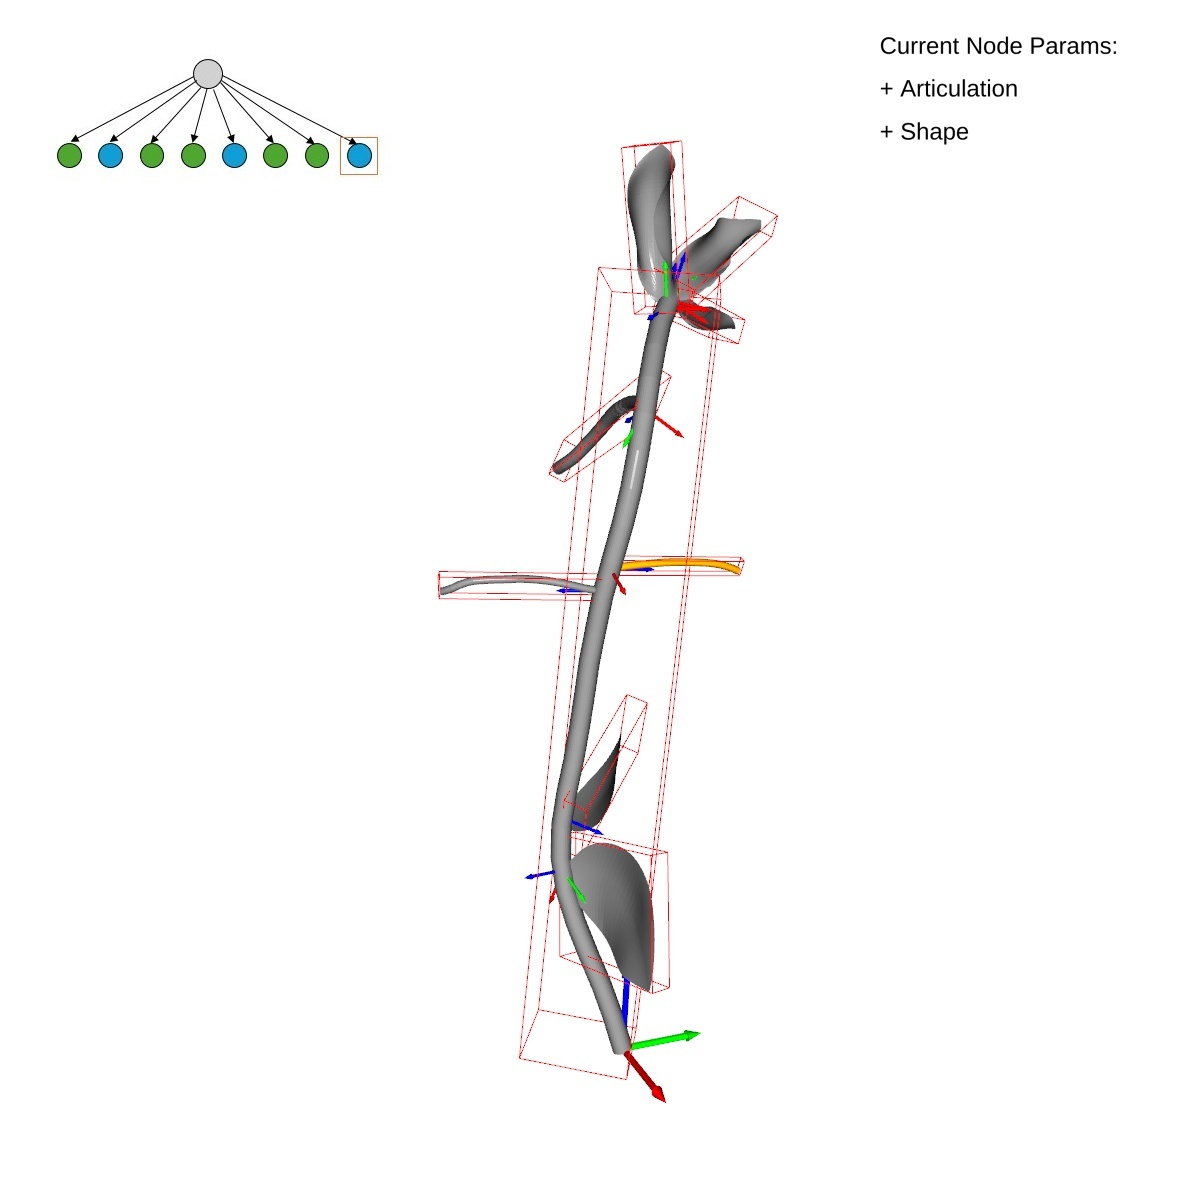 Current Node Params:
+ Articulation
+ Shape